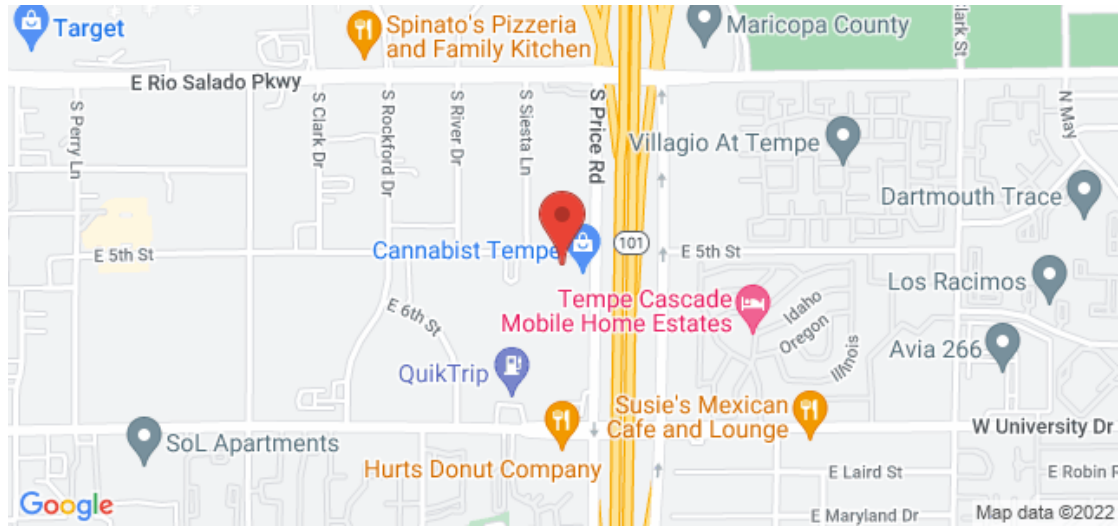 Target
Spinato's Pizzeria
and Family Kitchen
Maricopa County
Clark St
E Rio Salado Pkwy
S Perry Ln
S Clark Dr
S Rockford Dr
S River Dr
S Siesta Ln
S Price Rd
N May
Villagio At Tempe
Dartmouth Trace
E 5th St
Cannabist Tempe
101
E 5th St
Los Racimos
Tempe Cascade
Mobile Home Estates
Idaho
Oregon
Illinois
E 6th St
Avia 266
QuikTrip
Susie's Mexican
Cafe and Lounge
W University Dr
SoL Apartments
Hurts Donut Company
E Laird St
E Robin R
Google
E Maryland Dr
Map data ©2022